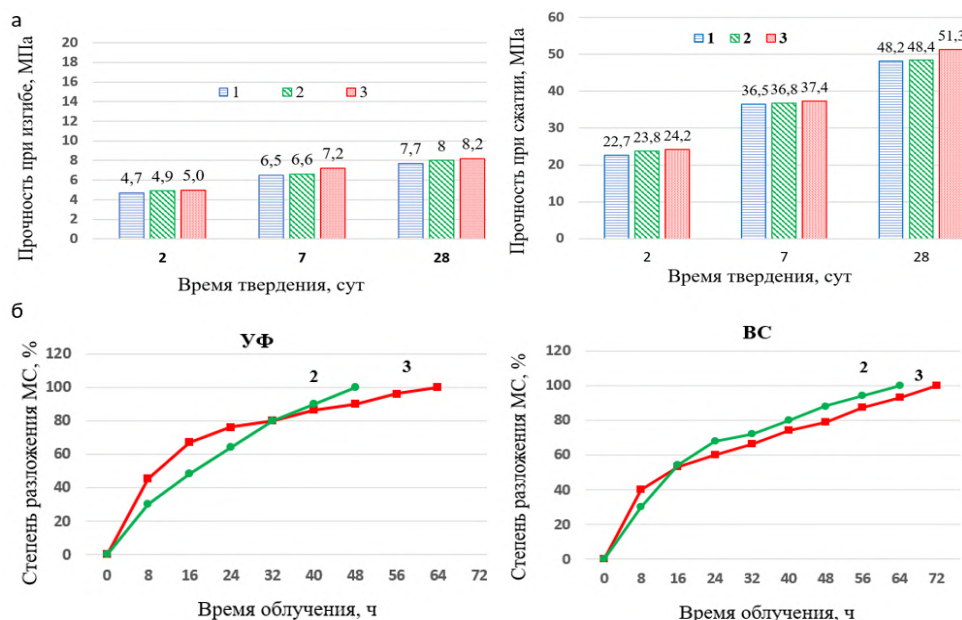 а
Прочность при изгибе, МПа
20
18
16
14
12
10
8
6
4
2
0
1 2 3
4,7 4,9 5,0
6,5 6,6 7,2
7,7 8 8,2
2 7 28
Время твердения, сут
Прочность при сжатии, МПа
60
50
40
30
20
10
0
1 2 3
22,7 23,8 24,2
36,5 36,8 37,4
48,2 48,4 51,3
2 7 28
Время твердения, сут
б
УФ
Степень разложения МС, %
120
100
80
60
40
20
0
2 3
0 8 16 24 32 40 48 56 64 72
Время облучения, ч
ВС
Степень разложения МС, %
120
100
80
60
40
20
0
2 3
0 8 16 24 32 40 48 56 64 72
Время облучения, ч